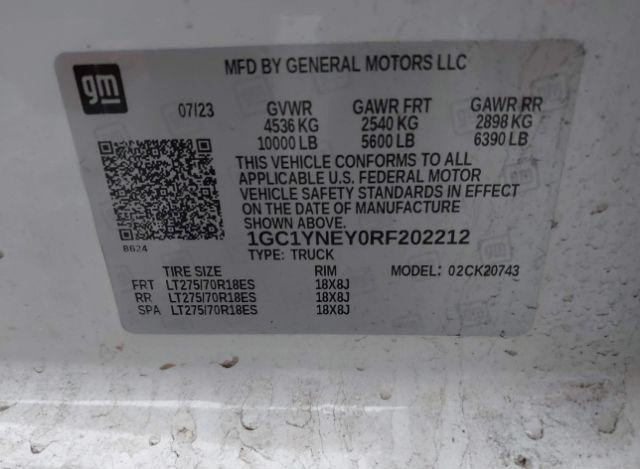 gm
MFD BY GENERAL MOTORS LLC
07/23 GVWR GAWR FRT GAWR RR
4536 KG 2540 KG 2898 KG
10000 LB 5600 LB 6390 LB
THIS VEHICLE CONFORMS TO ALL
APPLICABLE U.S. FEDERAL MOTOR
VEHICLE SAFETY STANDARDS IN EFFECT
ON THE DATE OF MANUFACTURE
SHOWN ABOVE.
8624
1GC1YNEY0RF202212
TYPE: TRUCK
TIRE SIZE RIM MODEL: 02CK20743
FRT LT275/70R18ES 18X8J
RR LT275/70R18ES 18X8J
SPA LT275/70R18ES 18X8J